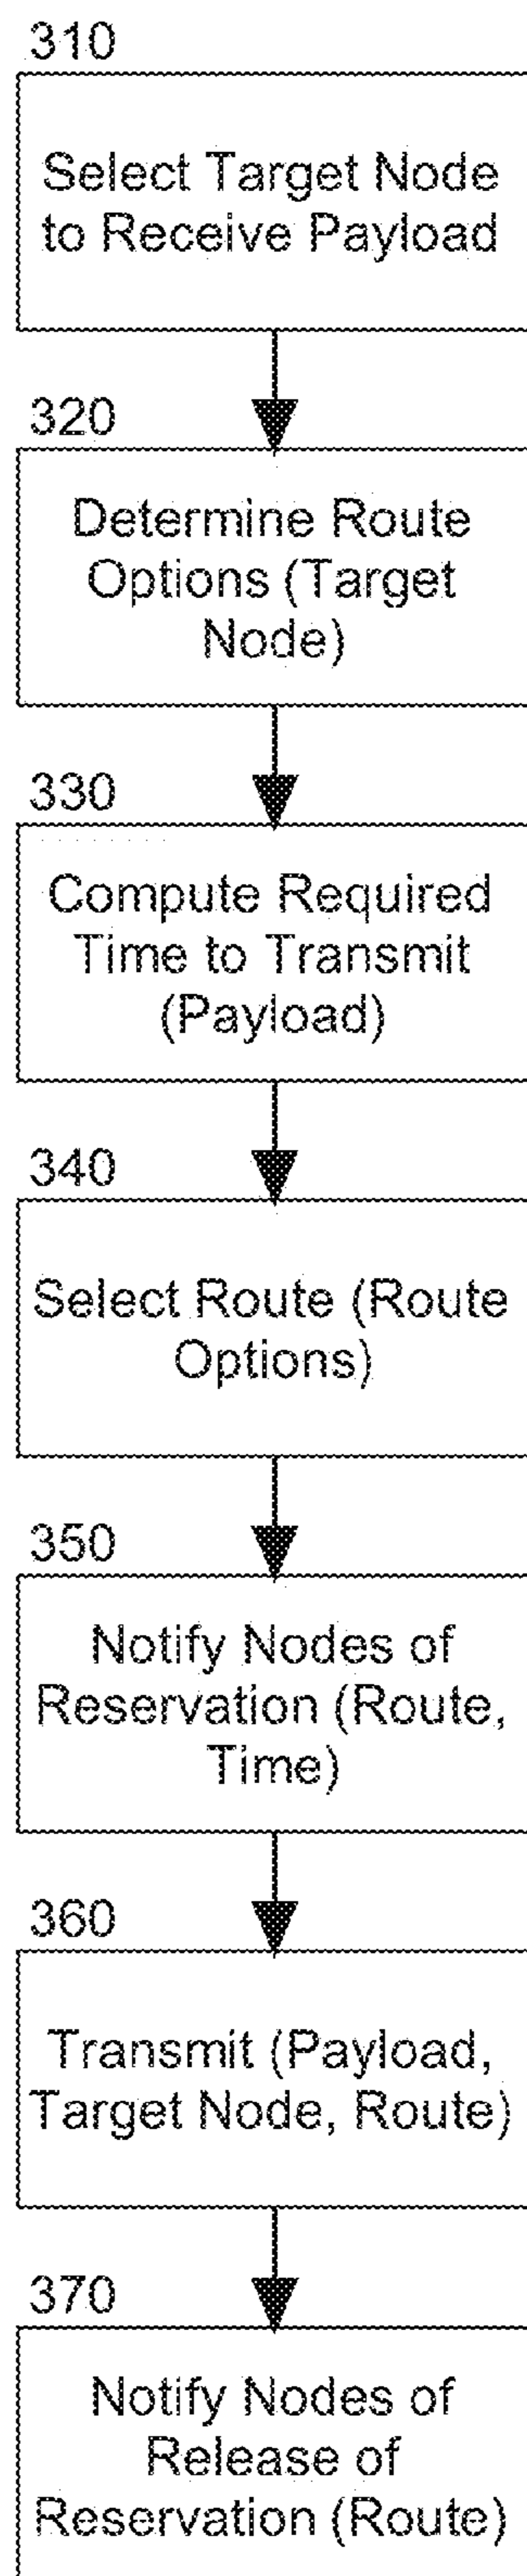 310
Select Target Node
to Receive Payload
320
Determine Route
Options (Target
Node)
330
Compute Required
Time to Transmit
(Payload)
340
Select Route (Route
Options)
350
Notify Nodes of
Reservation (Route,
Time)
360
Transmit (Payload,
Target Node, Route)
370
Notify Nodes of
Release of
Reservation (Route)